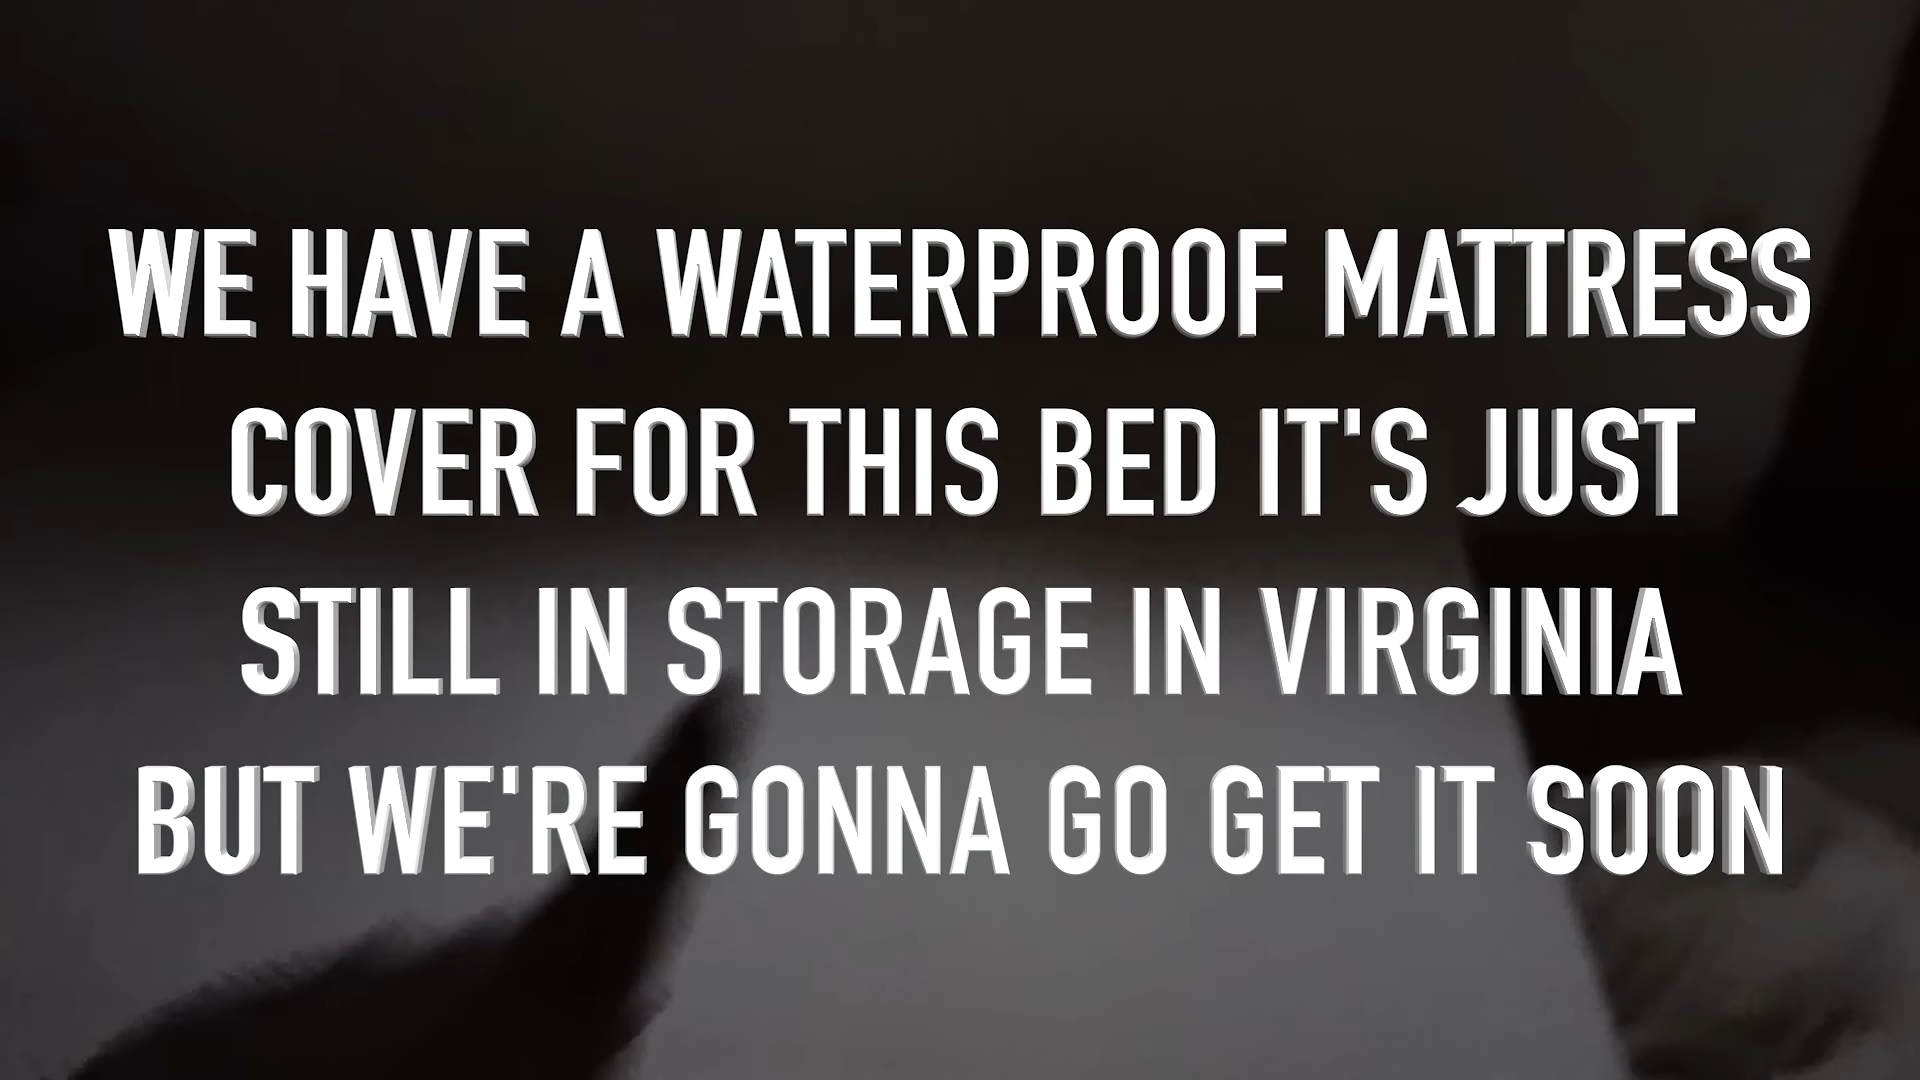 WE HAVE A WATERPROOF MATTRESS
COVER FOR THIS BED IT'S JUST
STILL IN STORAGE IN VIRGINIA
BUT WE'RE GONNA GO GET IT SOON